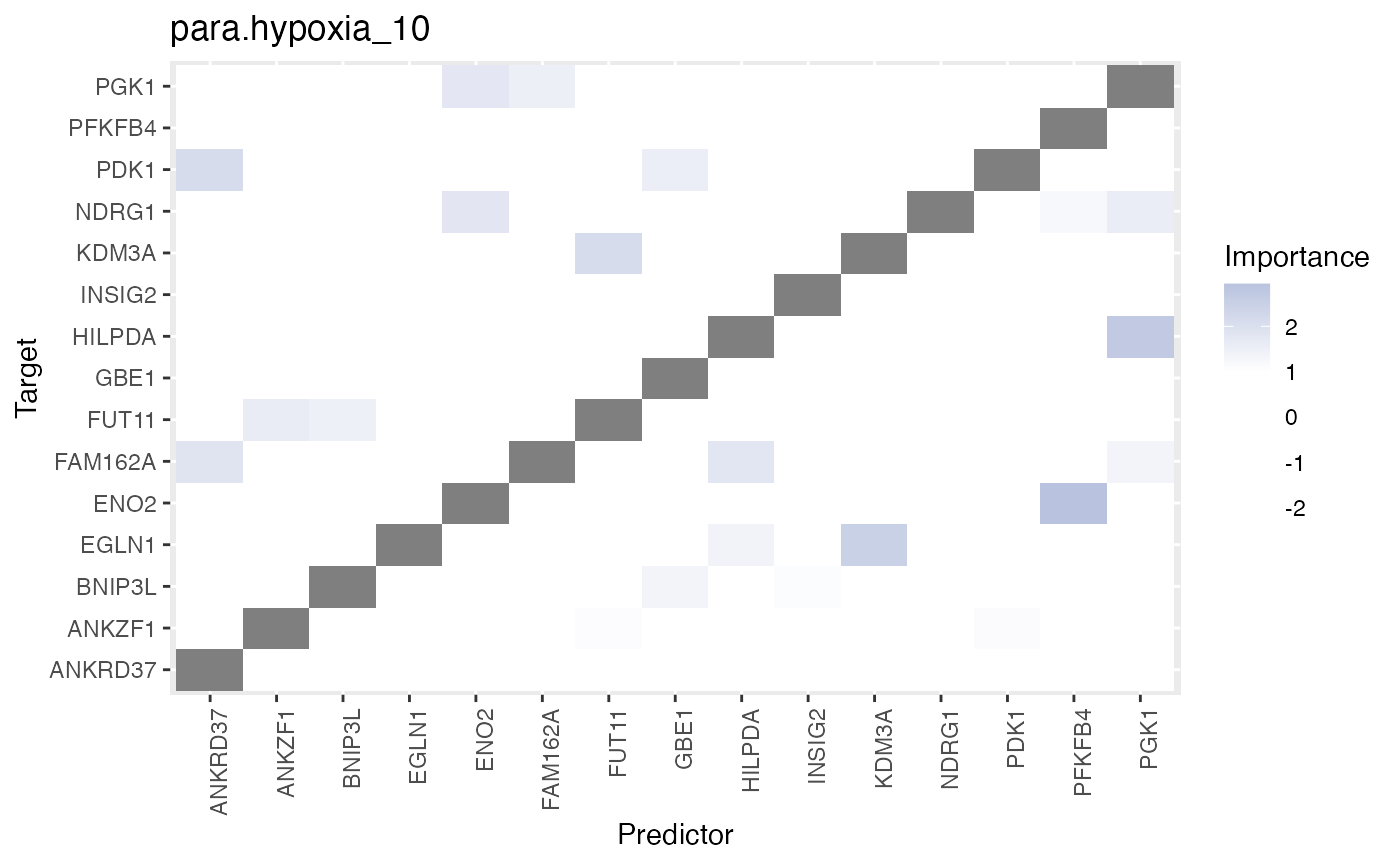 para.hypoxia_10
PGK1
PFKFB4
PDK1
NDRG1
KDM3A
INSIG2
HILPDA
GBE1
FUT11
FAM162A
ENO2
EGLN1
BNIP3L
ANKZF1
ANKRD37
Target
ANKRD37
ANKZF1
BNIP3L
EGLN1
ENO2
FAM162A
FUT11
GBE1
HILPDA
INSIG2
KDM3A
NDRG1
PDK1
PFKFB4
PGK1
Predictor
Importance
2
1
0
-1
-2